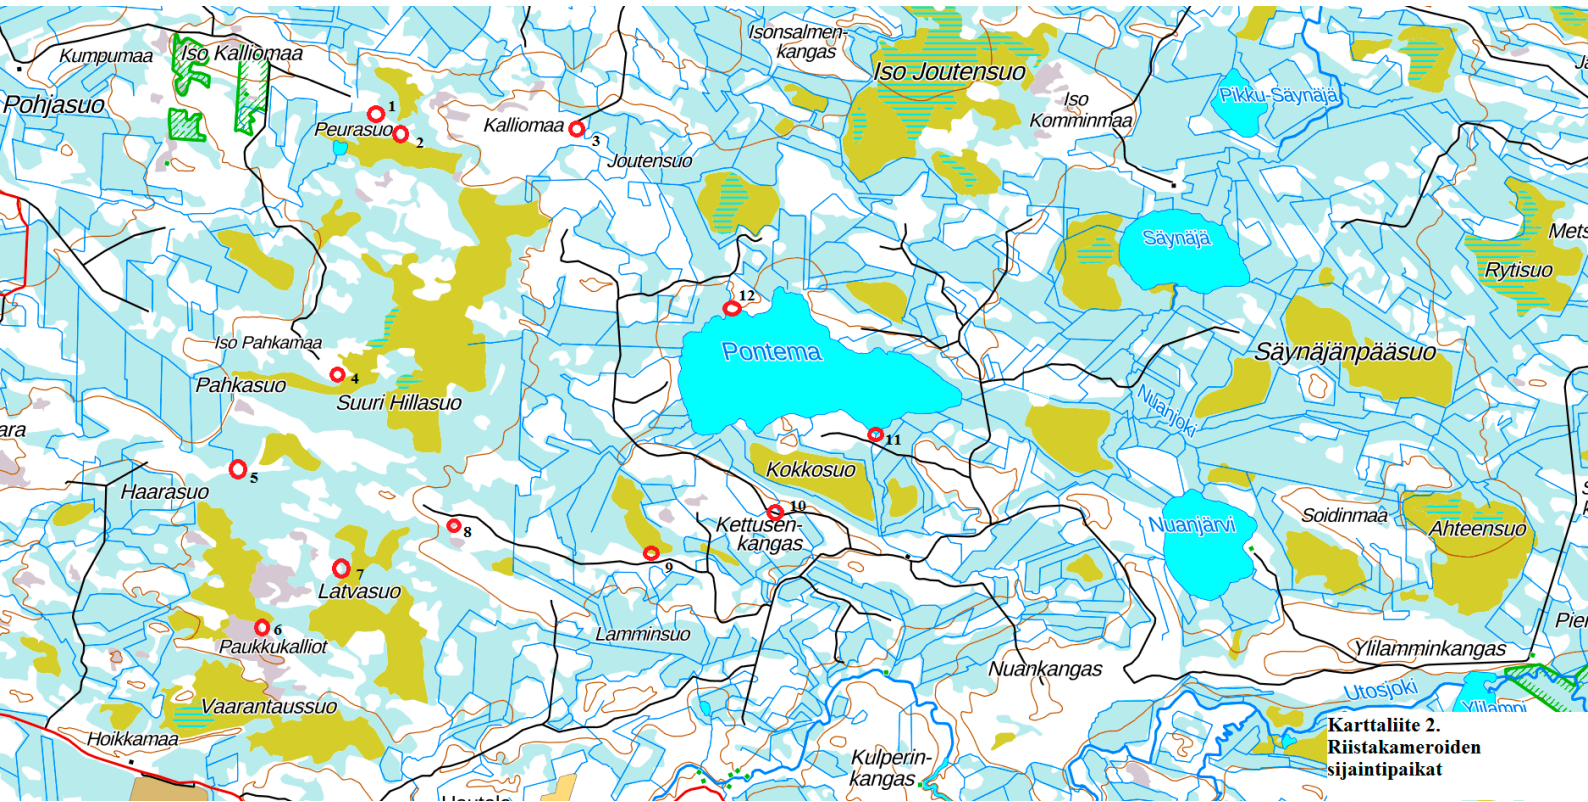 Isonsalmen-
kangas
Kumpumaa
Iso Kalliomaa
Iso Joutensuo
Pohjasuo
1
Peurasuo
2
Kalliomaa
3
Joutensuo
Iso
Komminmaa
Pikku-Säynäjä
Säynäjä
Mets
Rytisuo
12
Iso Pahkamaa
Pontema
Säynäjänpääsuo
4
Pahkasuo
Suuri Hillasuo
Nuanjoki
ara
11
Kokkosuo
5
Haarasuo
10
Kettusen-
kangas
8
9
Nuanjärvi
Soidinmaa
Ahteensuo
7
Latvasuo
6
Paukkukalliot
Lamminsuo
Nuankangas
Ylilamminkangas
Pier
Vaarantaussuo
Utosjoki
Ylilampi
Hoikkamaa
Kulperin-
kangas
Karttaliite 2.
Riistakameroiden
sijaintipaikat